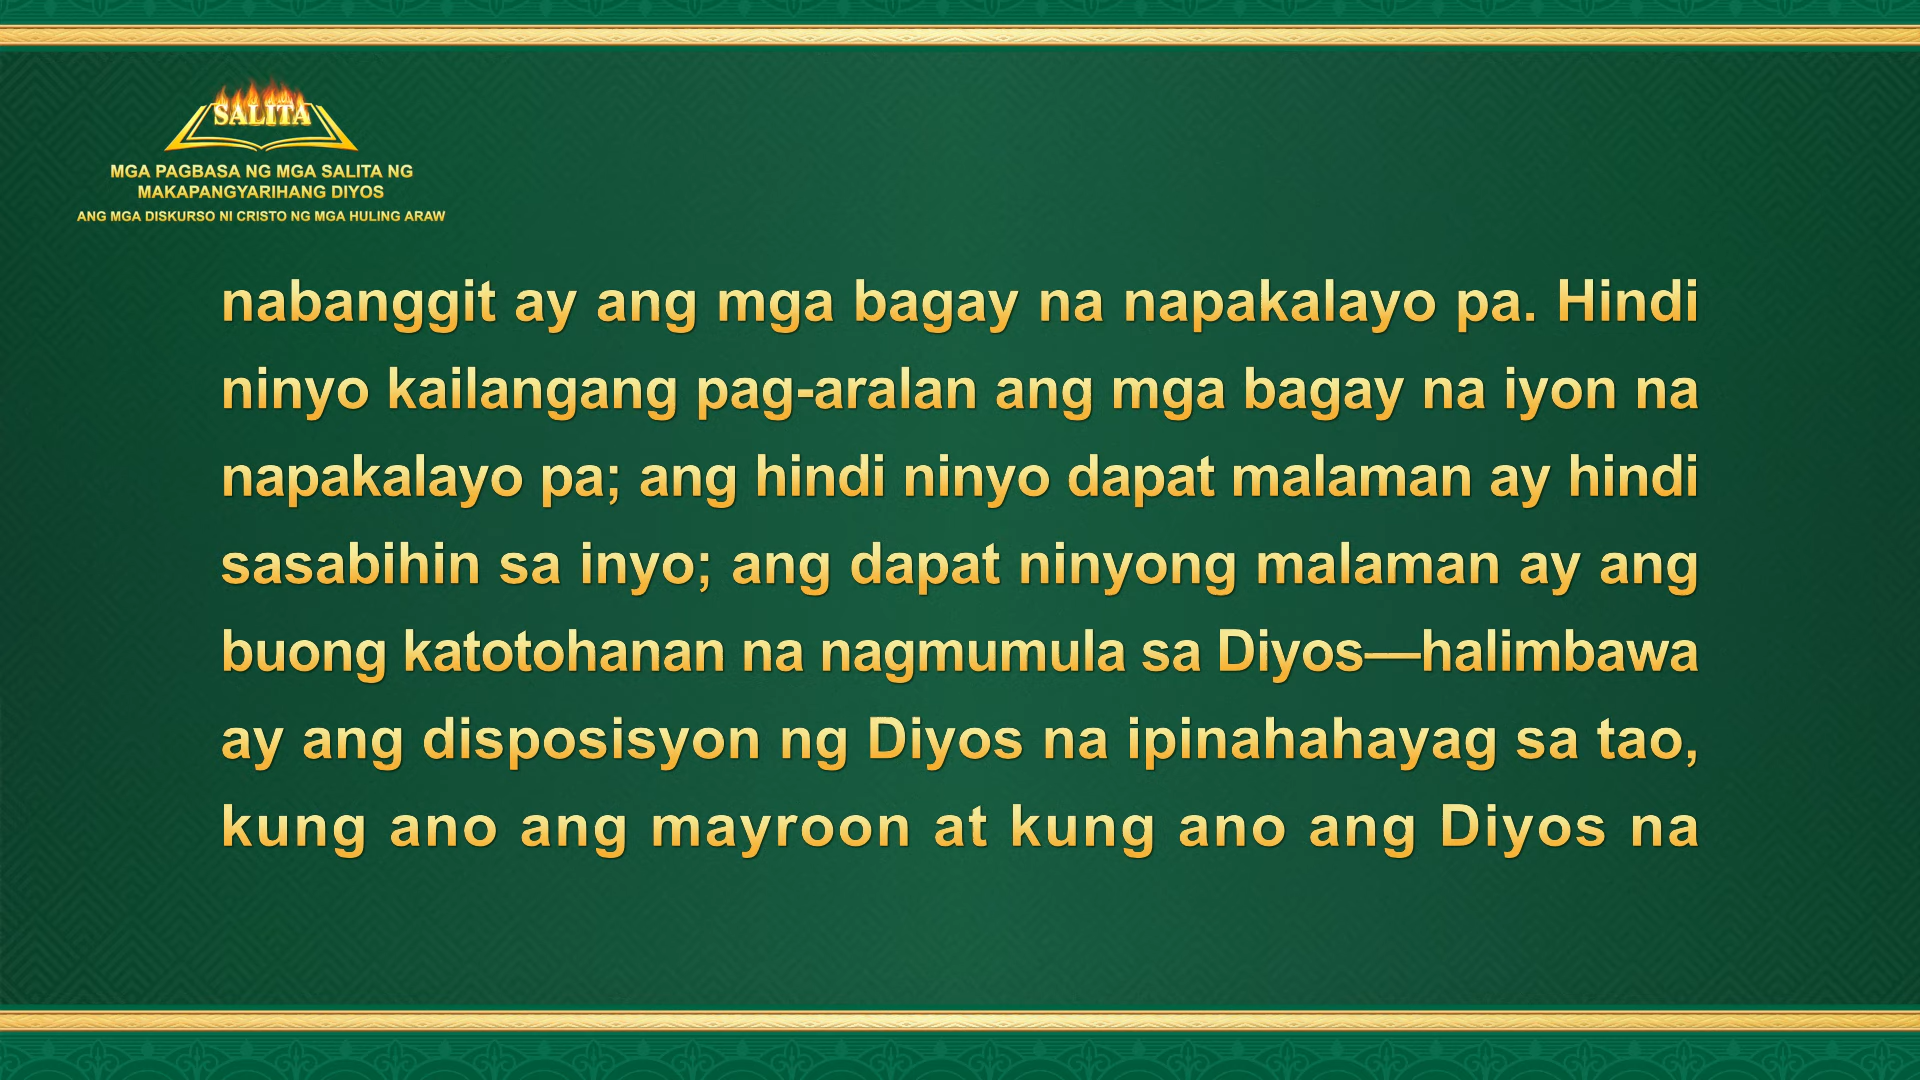 SALITA
MGA PAGBASA NG MGA SALITA NG
MAKAPANGYARIHANG DIYOS
ANG MGA DISKURSO NI CRISTO NG MGA HULING ARAW
nabanggit ay ang mga bagay na napakalayo pa. Hindi
ninyo kailangang pag-aralan ang mga bagay na iyon na
napakalayo pa; ang hindi ninyo dapat malaman ay hindi
sasabihin sa inyo; ang dapat ninyong malaman ay ang
buong katotohanan na nagmumula sa Diyos—halimbawa
ay ang disposisyon ng Diyos na ipinahahayag sa tao,
kung ano ang mayroon at kung ano ang Diyos na